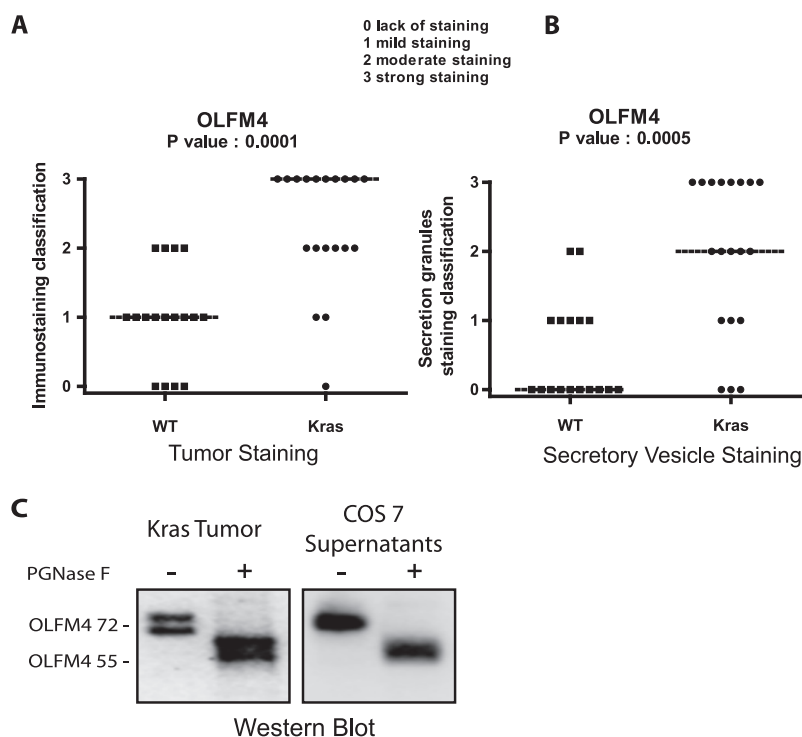 A
0 lack of staining
1 mild staining
2 moderate staining
3 strong staining
B
OLFM4
P value : 0.0001
Immunostaining classification
3
2
1
0
WT
Kras
Tumor Staining
OLFM4
P value : 0.0005
Secretion granules
staining classification
3
2
1
0
WT
Kras
Secretory Vesicle Staining
C
Kras Tumor
COS 7
Supernatants
PGNase F
-
+
-
+
OLFM4 72 -
OLFM4 55 -
Western Blot